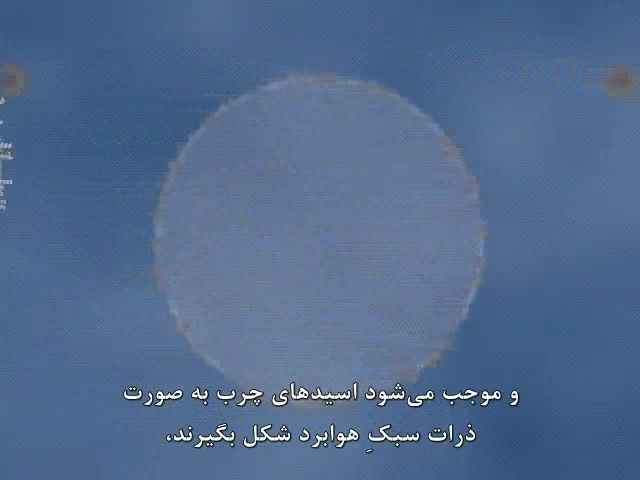 و موجب می‌شود اسیدهای چرب به صورت
ذرات سبکِ هوابرد شکل بگیرند،